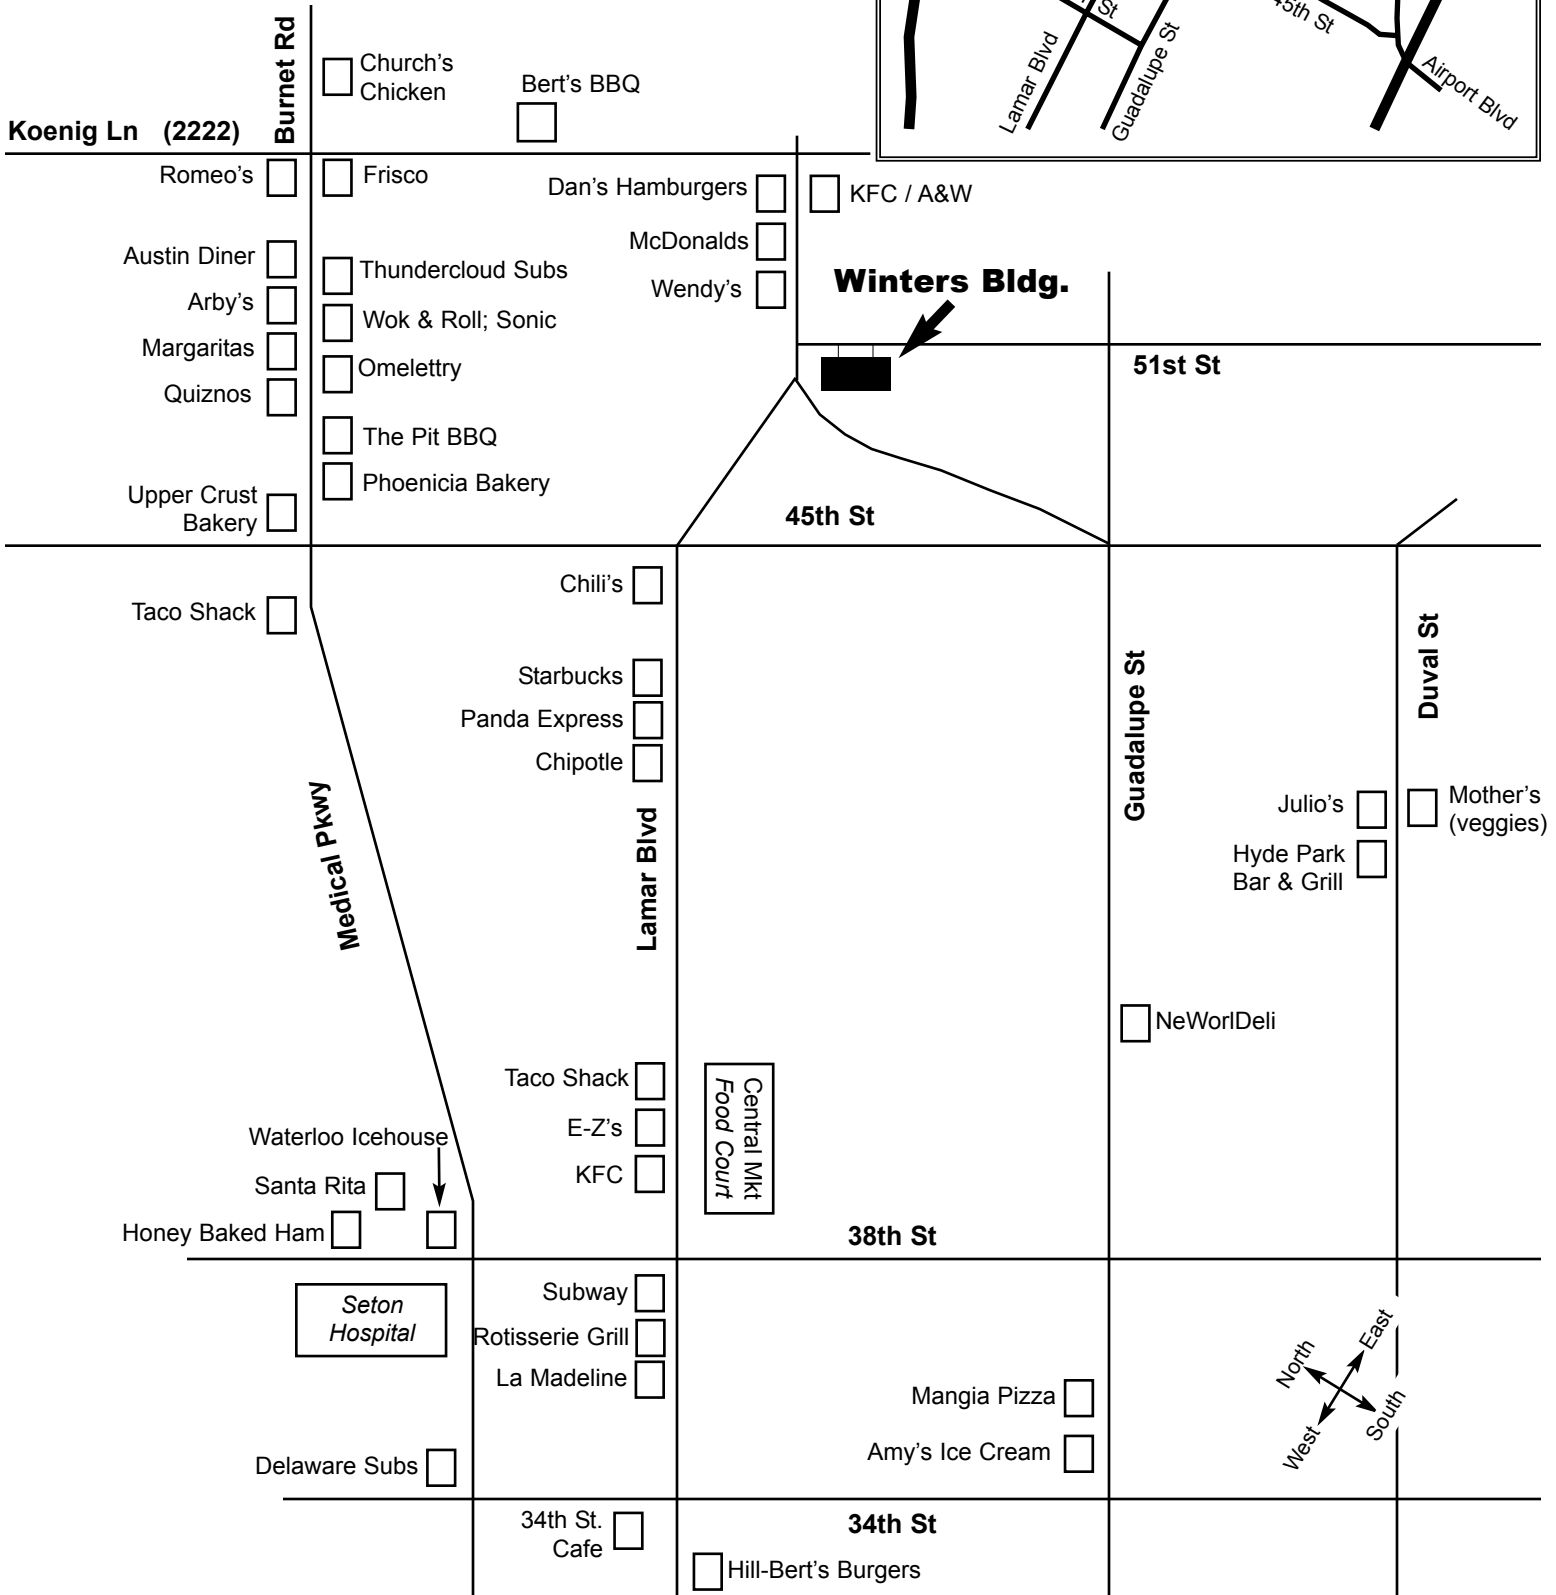 Burnet Rd
Church's
Chicken
Bert's BBQ
Koenig Ln (2222)
St
45th St
Lamar Blvd
Guadalupe St
Airport Blvd
Romeo's
Frisco
Dan's Hamburgers
KFC / A&W
Austin Diner
Thundercloud Subs
McDonalds
Arby's
Wok & Roll; Sonic
Wendy's
Winters Bldg.
Margaritas
Omelettry
51st St
Quiznos
The Pit BBQ
Phoenicia Bakery
Upper Crust
Bakery
45th St
Chili's
Taco Shack
Starbucks
Panda Express
Chipotle
Medical Pkwy
Lamar Blvd
Guadalupe St
Duval St
Julio's
Mother's
(veggies)
Hyde Park
Bar & Grill
NeWorlDeli
Taco Shack
E-Z's
KFC
Central Mkt
Food Court
Waterloo Icehouse
Santa Rita
Honey Baked Ham
38th St
Seton
Hospital
Subway
Rotisserie Grill
La Madeline
Mangia Pizza
Amy's Ice Cream
North
East
West
South
Delaware Subs
34th St.
Cafe
34th St
Hill-Bert's Burgers